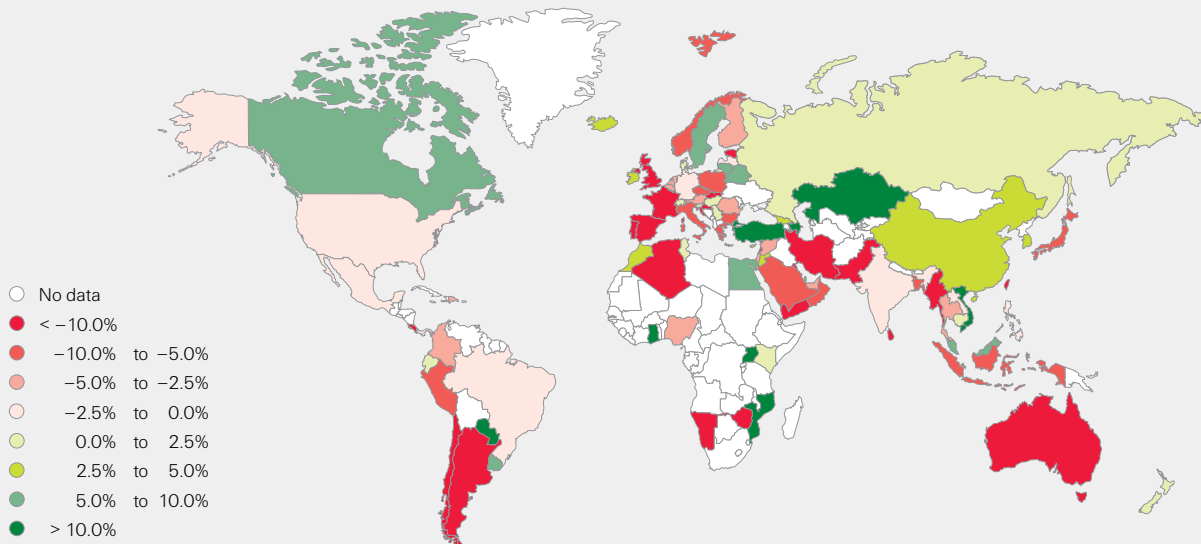 No data
< −10.0%
−10.0% to −5.0%
−5.0% to −2.5%
−2.5% to 0.0%
0.0% to 2.5%
2.5% to 5.0%
5.0% to 10.0%
> 10.0%